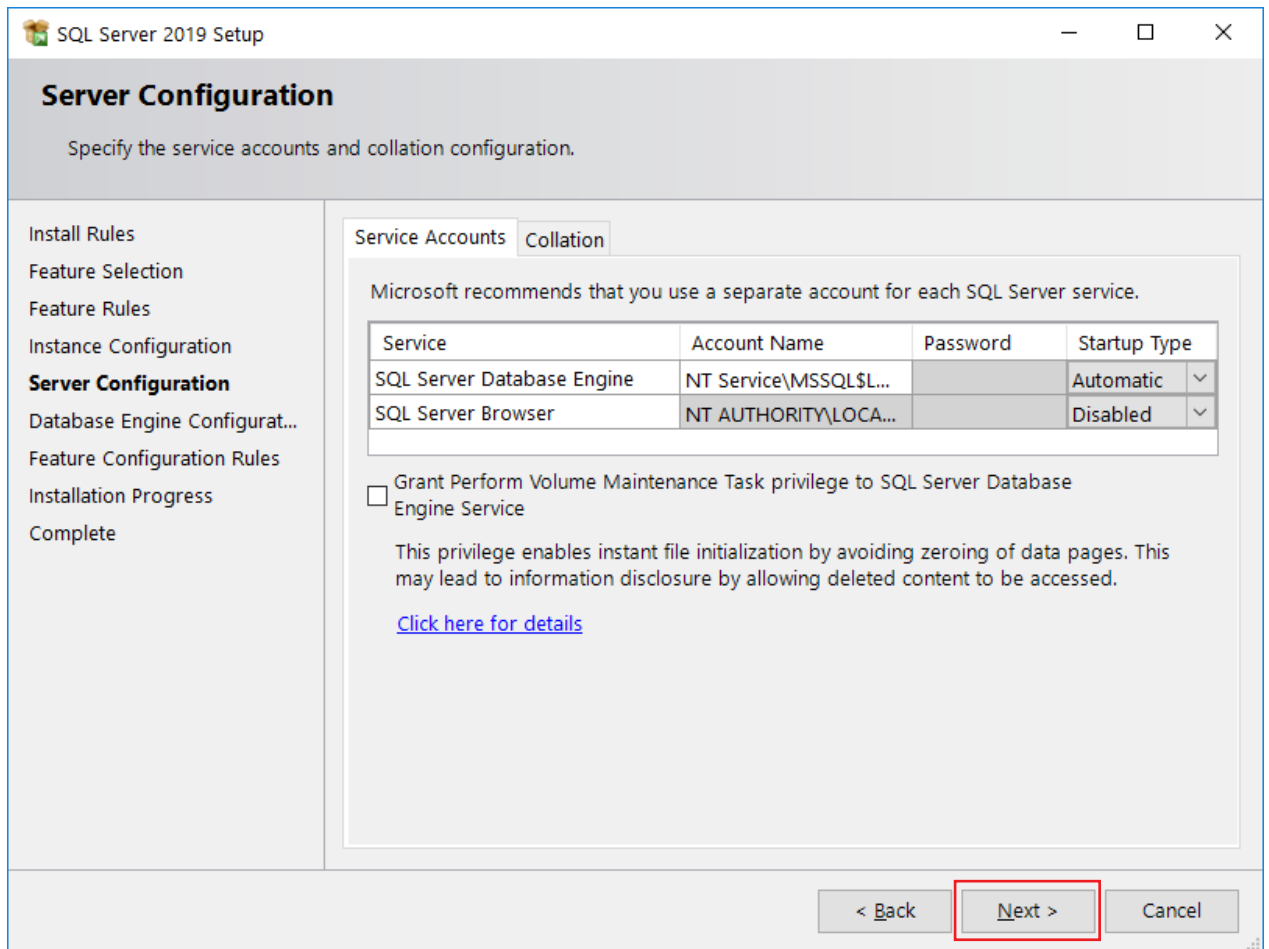 SQL Server 2019 Setup
Server Configuration
Specify the service accounts and collation configuration.
Install Rules
Feature Selection
Feature Rules
Instance Configuration
Server Configuration
Database Engine Configurat...
Feature Configuration Rules
Installation Progress
Complete
Service Accounts Collation
Microsoft recommends that you use a separate account for each SQL Server service.
Service Account Name Password Startup Type
SQL Server Database Engine NT Service\MSSQL$L... Automatic
SQL Server Browser NT AUTHORITY\LOCA... Disabled
Grant Perform Volume Maintenance Task privilege to SQL Server Database
Engine Service
This privilege enables instant file initialization by avoiding zeroing of data pages. This
may lead to information disclosure by allowing deleted content to be accessed.
Click here for details
< Back Next > Cancel